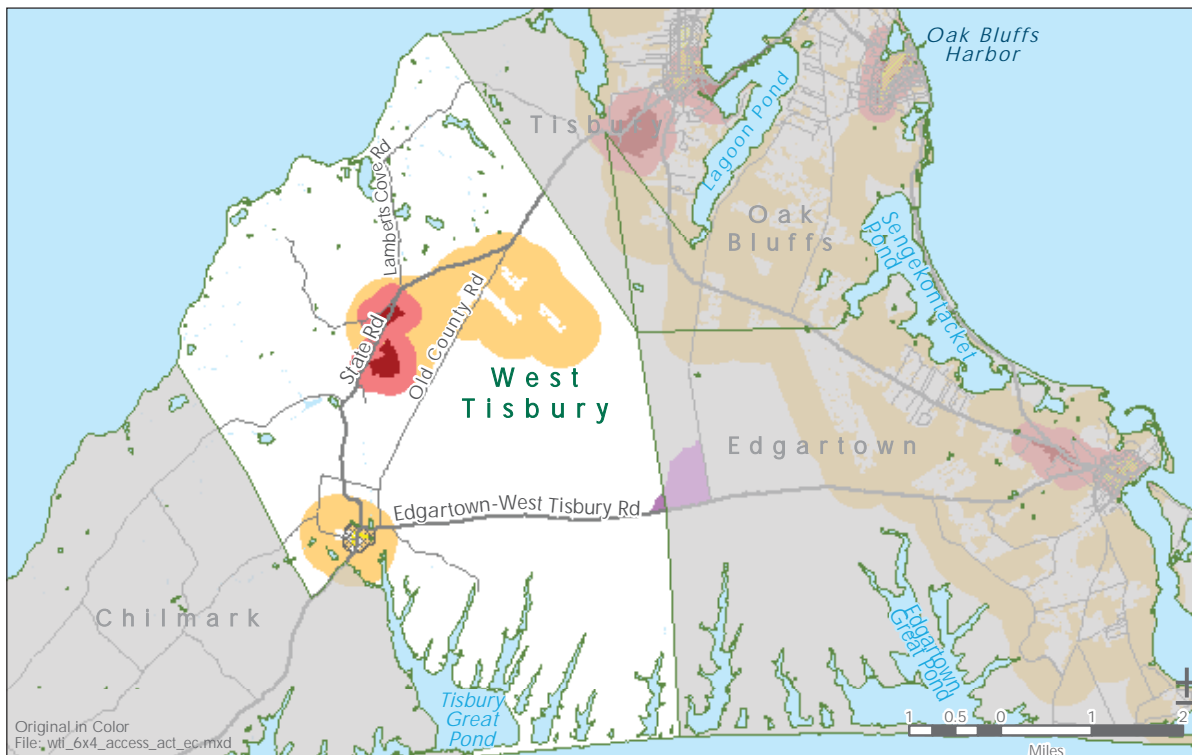 Oak Bluffs
Harbor
Tisbury
Lagoon Pond
Lamberts Cove Rd
Oak
Bluffs
Sengekontacket
Pond
State Rd
Old County Rd
West
Tisbury
Edgartown
Edgartown-West Tisbury Rd
Chilmark
Edgartown
Great Pond
Tisbury
Great
Pond
Original in Color
File: wti_6x4_access_act_ec.mxd
1 0.5 0 1 2
Miles